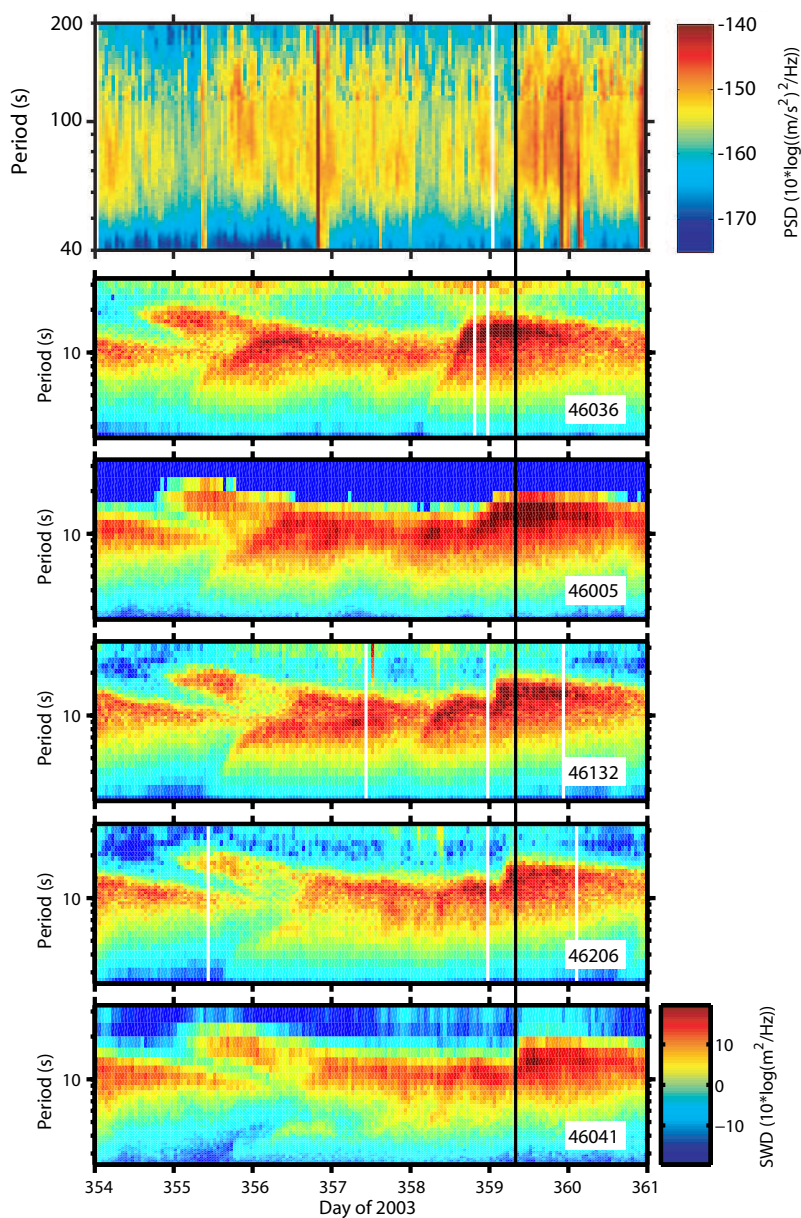 200
100
40
Period (s)
-140
-150
-160
-170
PSD (10*log((m/s²)²/Hz))
10
Period (s)
46036
10
Period (s)
46005
10
Period (s)
46132
10
Period (s)
46206
10
Period (s)
46041
10
0
−10
SWD (10*log(m²/Hz))
354 355 356 357 358 359 360 361
Day of 2003